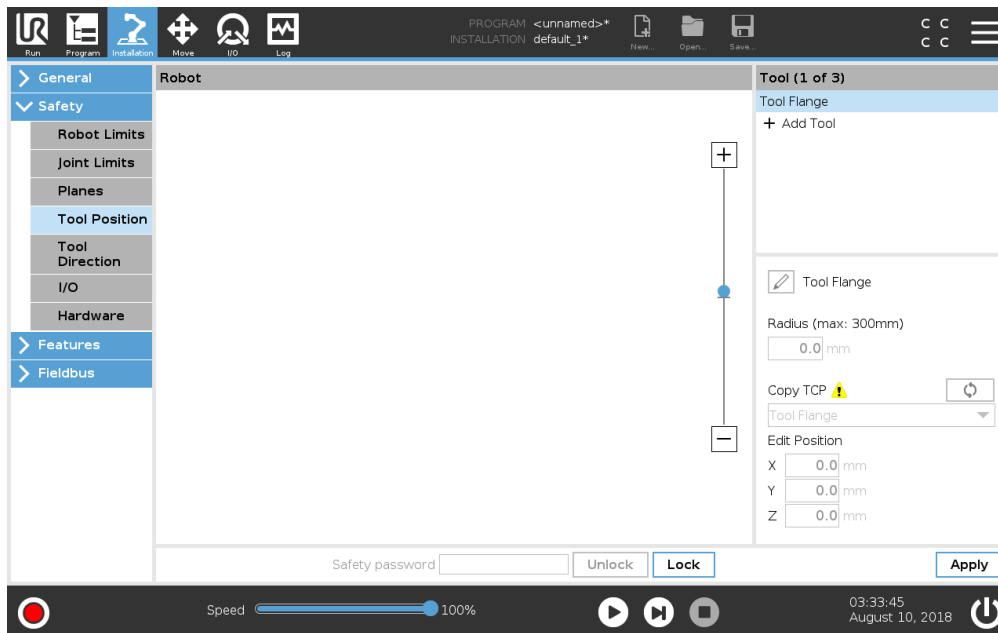 PROGRAM <unnamed>*
INSTALLATION default_1*
Run Program Installation Move I/O Log New... Open... Save...
C C
C C
General
Safety
Robot Limits
Joint Limits
Planes
Tool Position
Tool
Direction
I/O
Hardware
Features
Fieldbus
Robot
Tool (1 of 3)
Tool Flange
+ Add Tool
Tool Flange
Radius (max: 300mm)
0.0 mm
Copy TCP
Tool Flange
Edit Position
X 0.0 mm
Y 0.0 mm
Z 0.0 mm
Safety password Unlock Lock Apply
Speed 100%
03:33:45
August 10, 2018